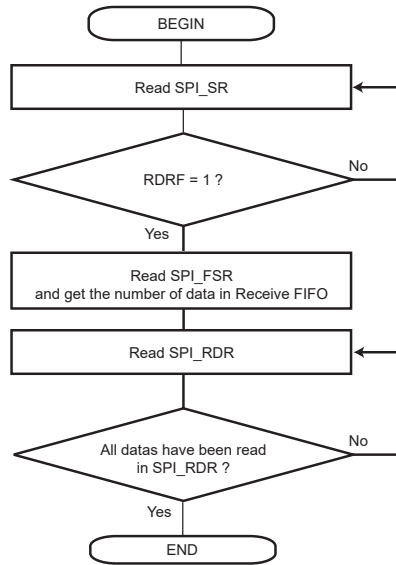 BEGIN
Read SPI_SR
RDRF = 1 ?
No
Yes
Read SPI_FSR
and get the number of data in Receive FIFO
Read SPI_RDR
All datas have been read
in SPI_RDR ?
No
Yes
END